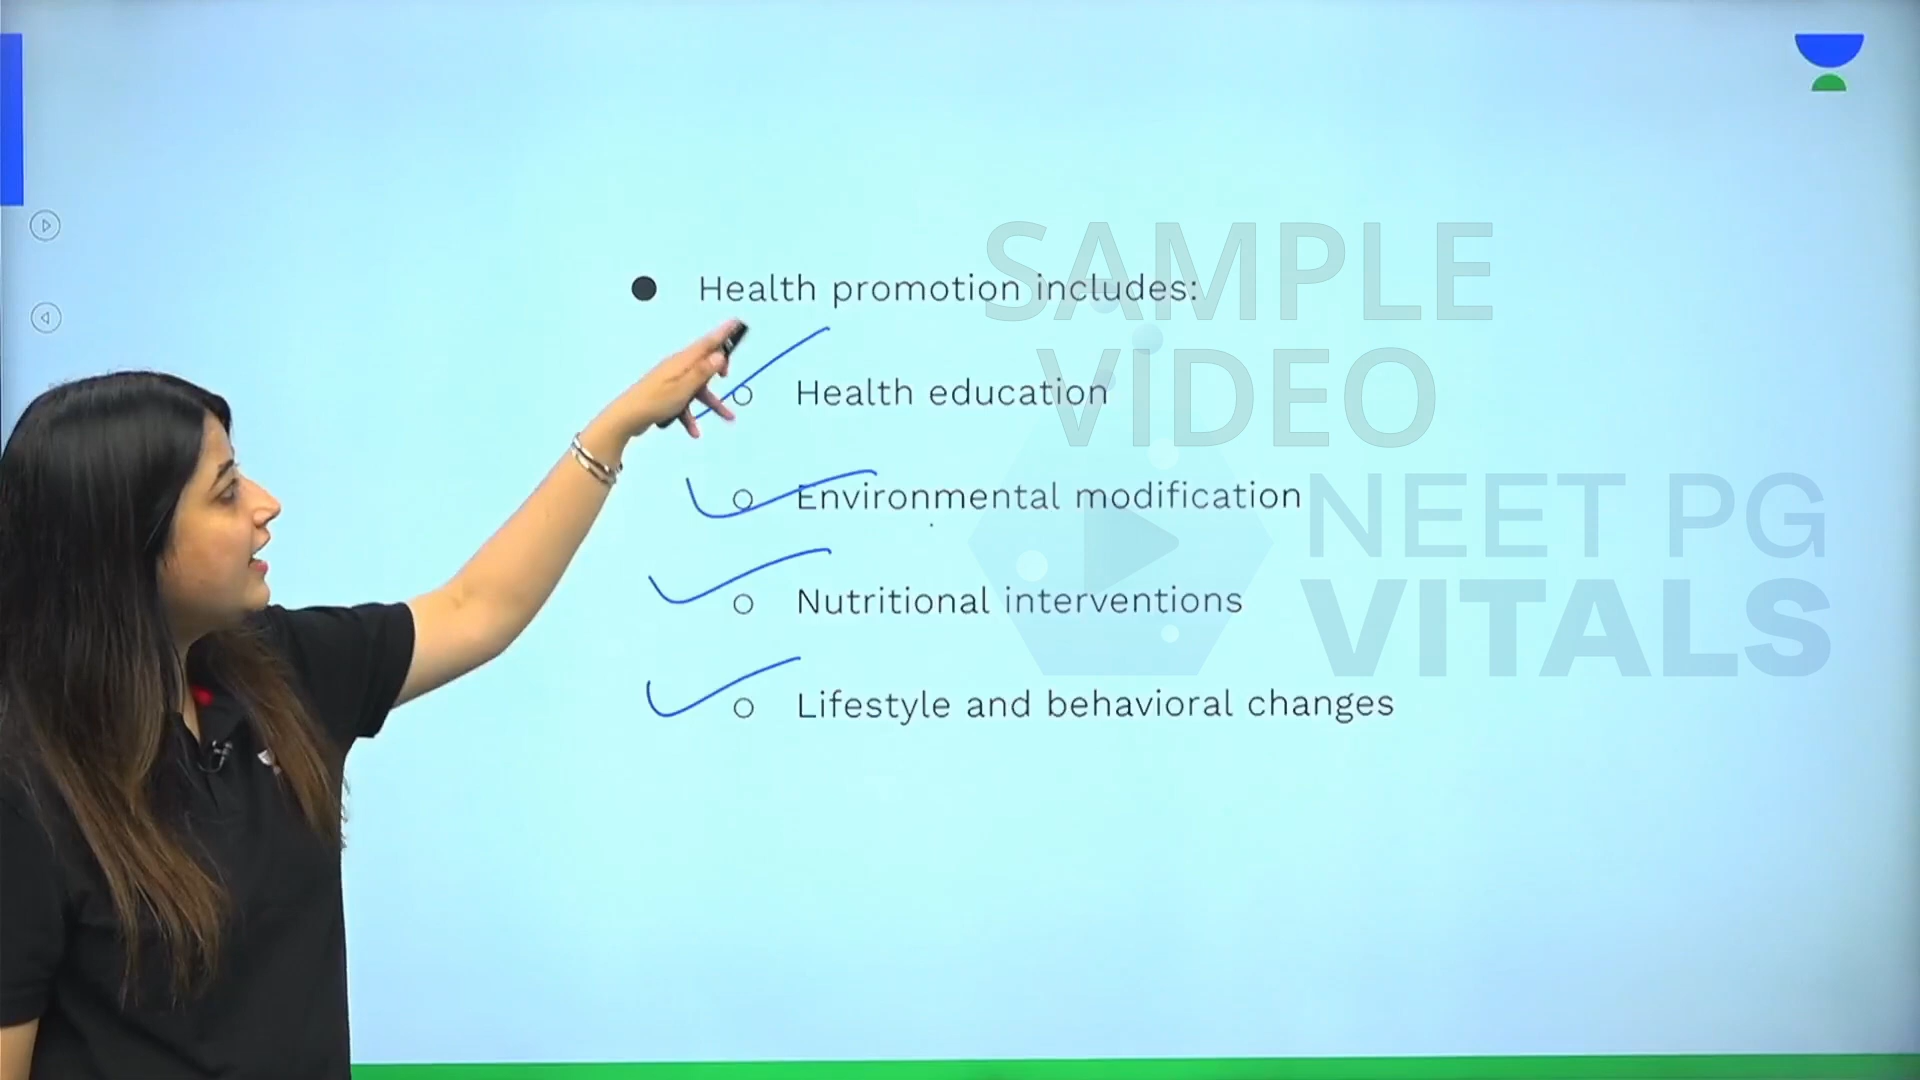 ● Health promotion includes:
○ Health education
○ Environmental modification
○ Nutritional interventions
○ Lifestyle and behavioral changes
SAMPLE
VIDEO
NEET PG
VITALS